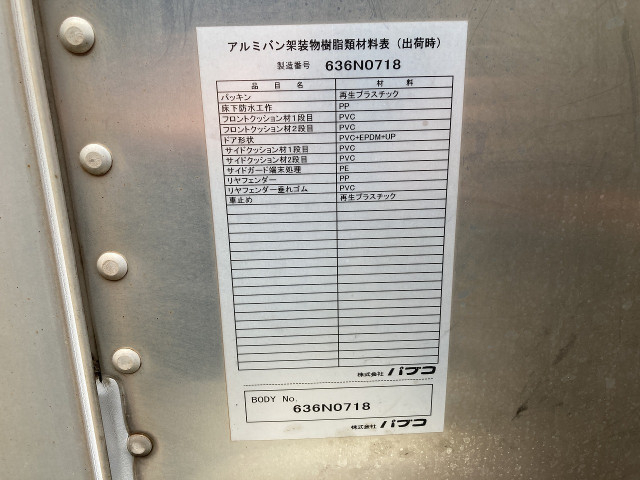 アルミバン架装物樹脂類材料表（出荷時）
製造番号 636N0718
品目名 材料
パッキン 再生プラスチック
床下防水工作 PP
フロントクッション材1段目 PVC
フロントクッション材2段目 PVC
ドア形状 PVC+EPDM+UP
サイドクッション材1段目 PVC
サイドクッション材2段目 PVC
サイドガード端末処理 PE
リヤフェンダー PP
リヤフェンダー垂れゴム PVC
車止め 再生プラスチック
株式会社 パブコ
BODY No.
636N0718
株式会社 パブコ